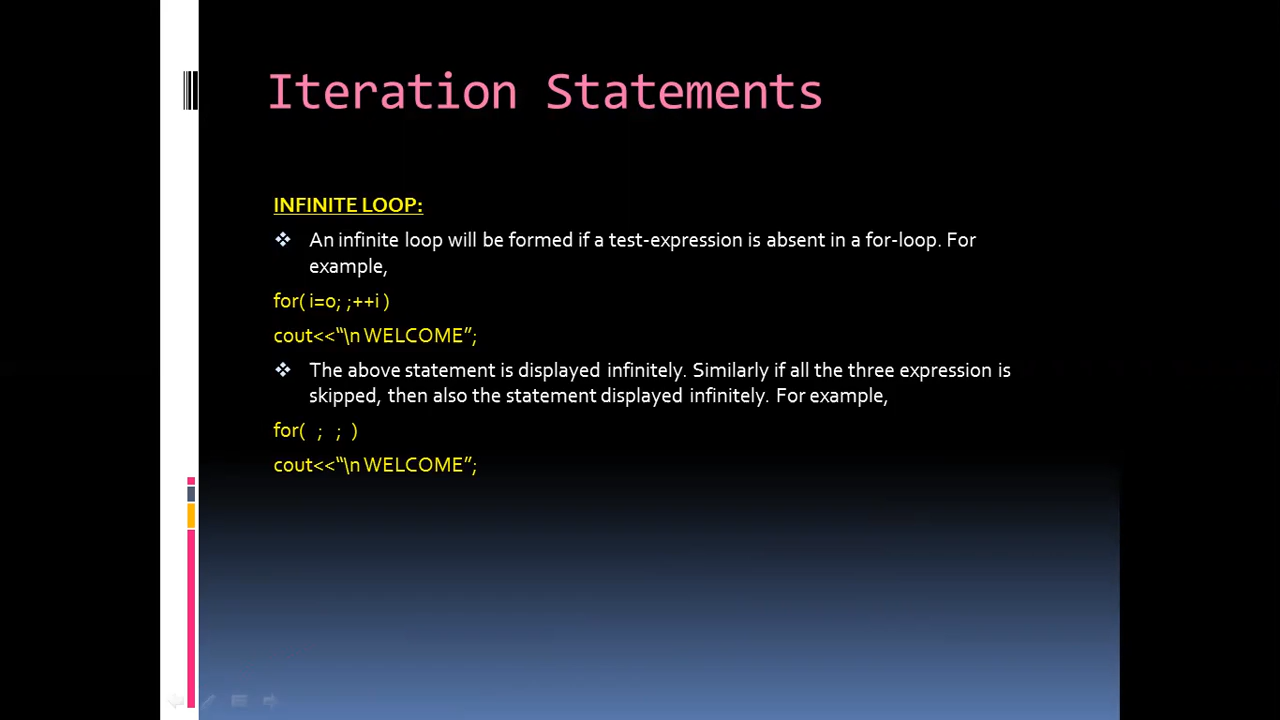 Iteration Statements
INFINITE LOOP:
❖ An infinite loop will be formed if a test-expression is absent in a for-loop. For
example,
for( i=0; ;++i )
cout<<“\n WELCOME”;
❖ The above statement is displayed infinitely. Similarly if all the three expression is
skipped, then also the statement displayed infinitely. For example,
for(  ;  ;  )
cout<<“\n WELCOME”;